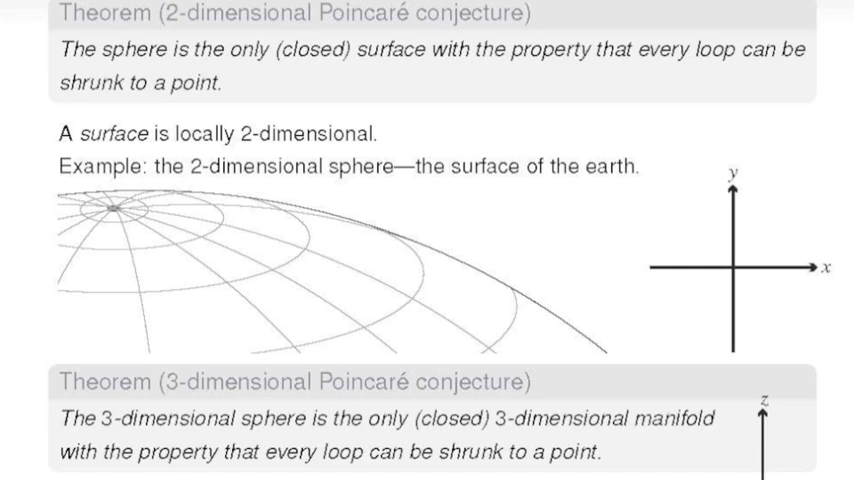 Theorem (2-dimensional Poincaré conjecture)
The sphere is the only (closed) surface with the property that every loop can be
shrunk to a point.
A surface is locally 2-dimensional.
Example: the 2-dimensional sphere—the surface of the earth.
y
x
Theorem (3-dimensional Poincaré conjecture)
z
The 3-dimensional sphere is the only (closed) 3-dimensional manifold
with the property that every loop can be shrunk to a point.